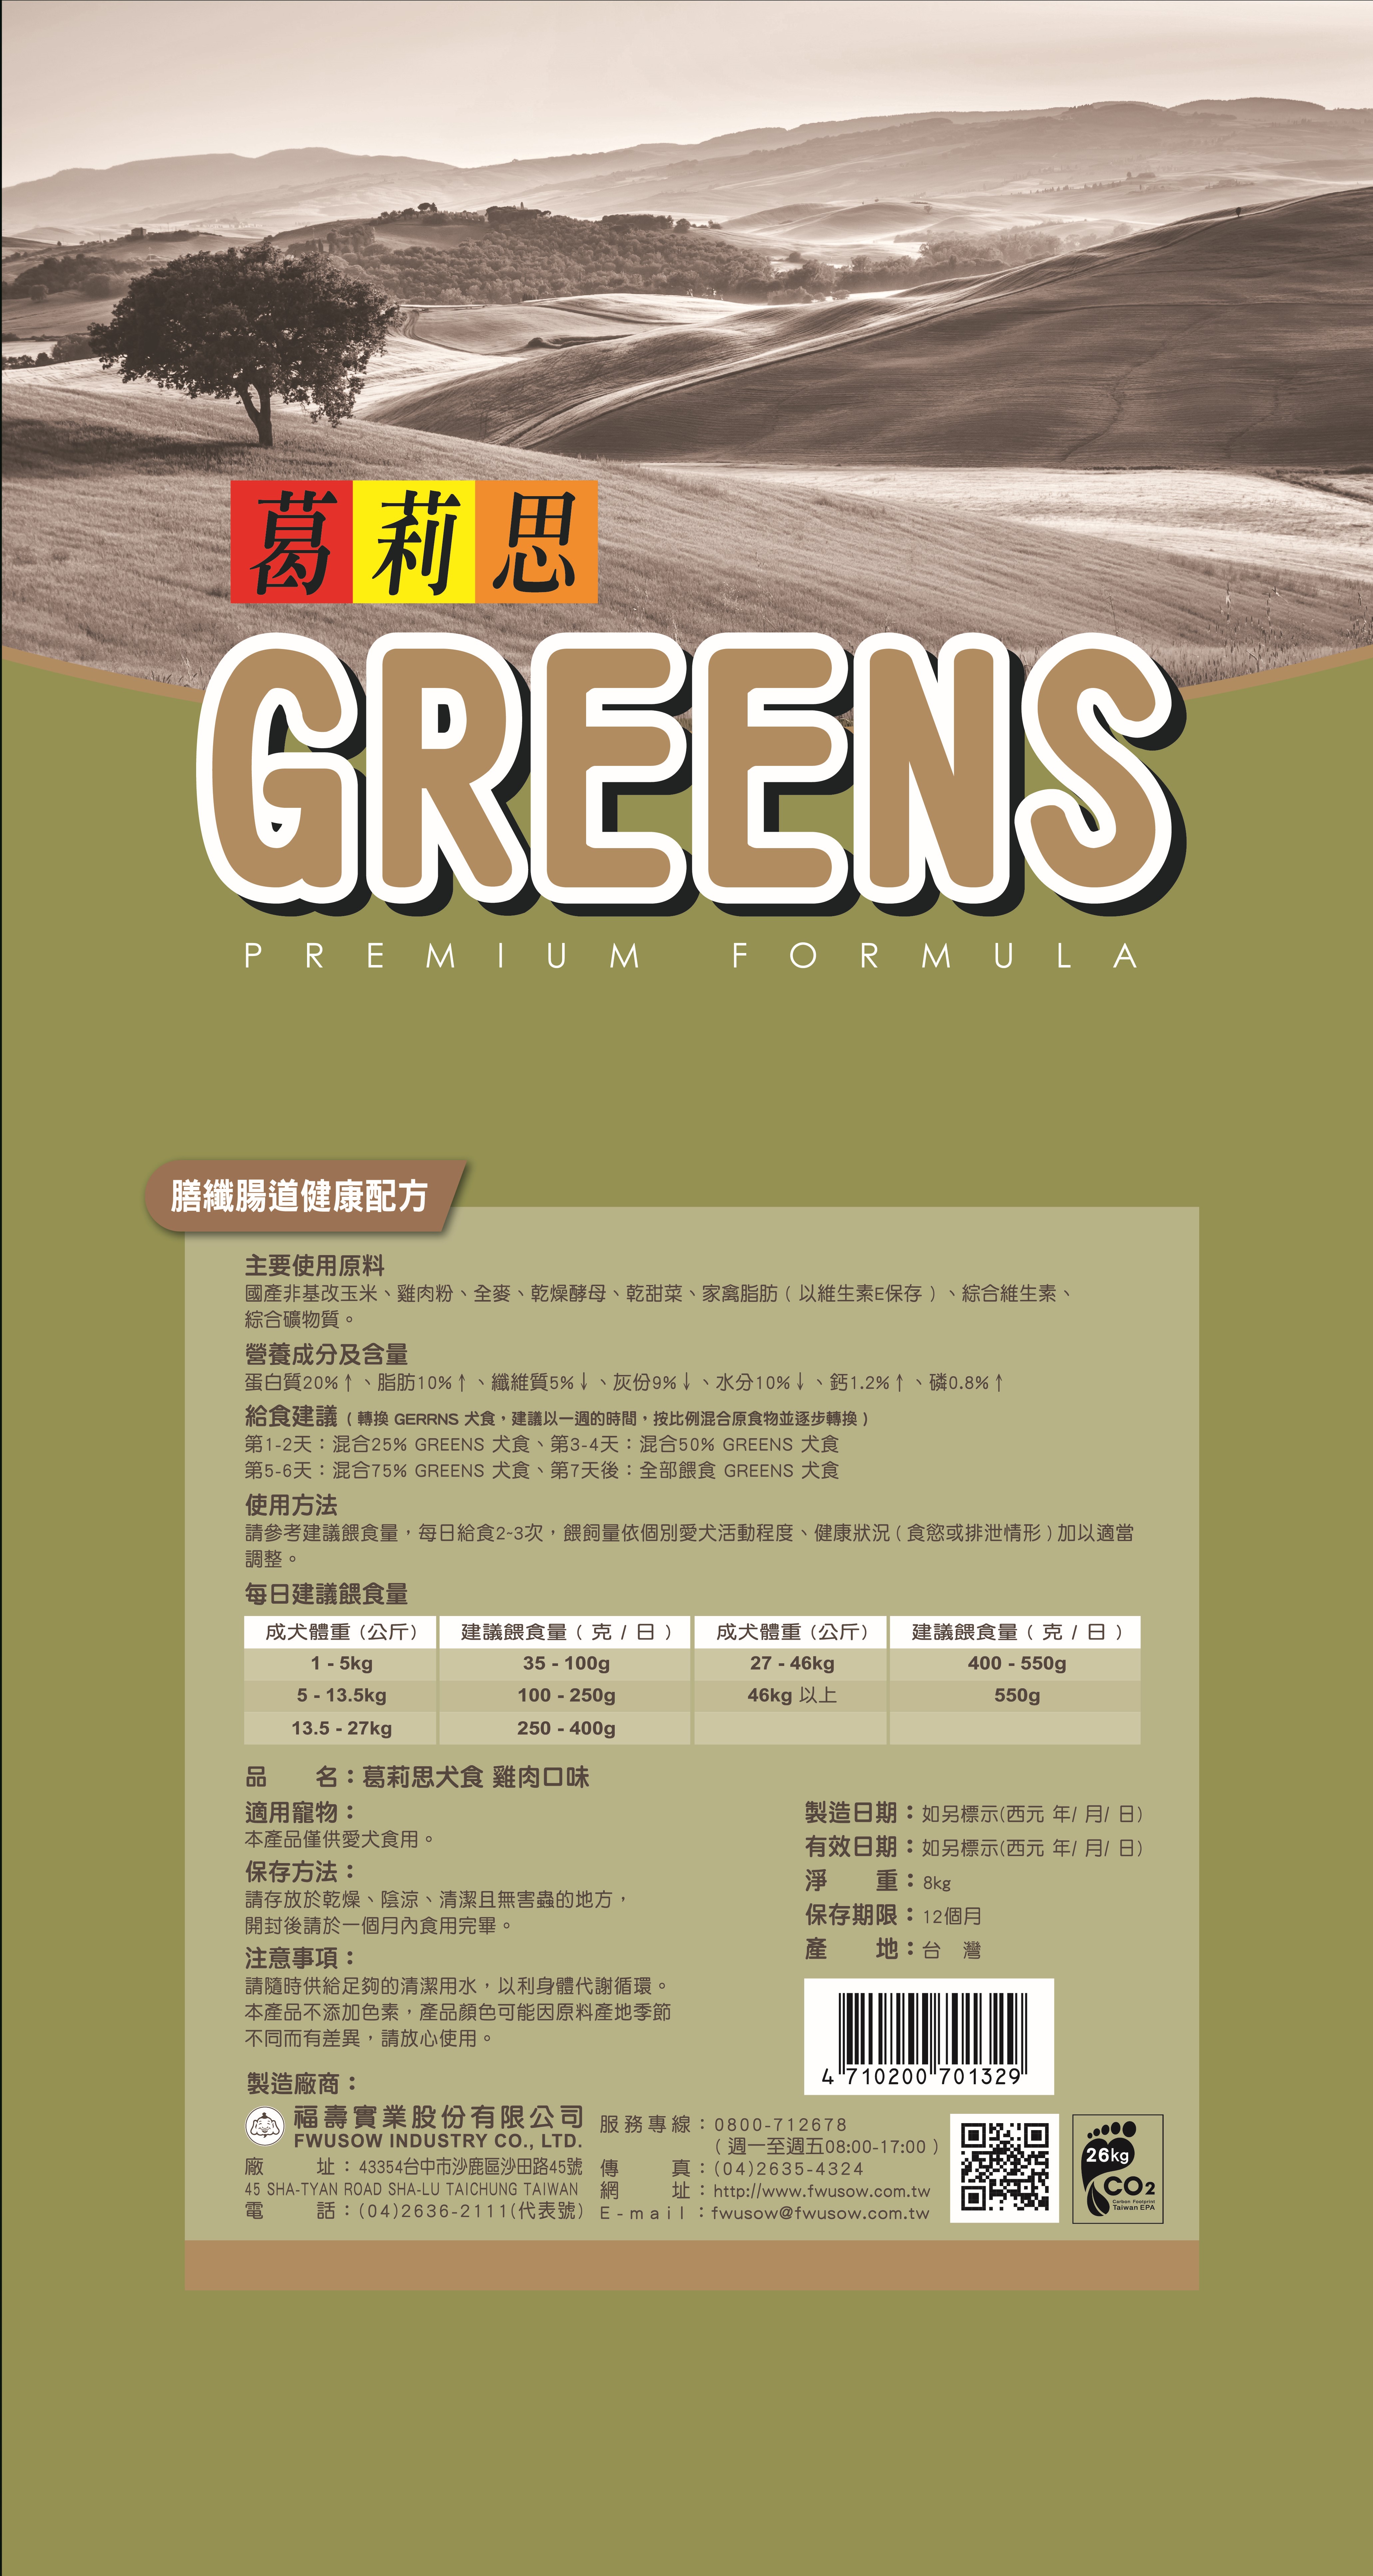 葛莉思
GREENS
PREMIUM FORMULA
膳纖腸道健康配方
主要使用原料
國產非基改玉米、雞肉粉、全麥、乾燥酵母、乾甜菜、家禽脂肪 ( 以維生素E保存 ) 、綜合維生素、
綜合礦物質。
營養成分及含量
蛋白質20%↑、脂肪10%↑、纖維質5%↓、灰份9%↓、水分10%↓、鈣1.2%↑、磷0.8%↑
給食建議 ( 轉換 GERRNS 犬食，建議以一週的時間，按比例混合原食物並逐步轉換 )
第1-2天：混合25% GREENS 犬食、第3-4天：混合50% GREENS 犬食
第5-6天：混合75% GREENS 犬食、第7天後：全部餵食 GREENS 犬食
使用方法
請參考建議餵食量，每日給食2~3次，餵飼量依個別愛犬活動程度、健康狀況 ( 食慾或排泄情形 ) 加以適當
調整。
每日建議餵食量
成犬體重 (公斤) 建議餵食量 ( 克 / 日 ) 成犬體重 (公斤) 建議餵食量 ( 克 / 日 )
1 - 5kg 35 - 100g 27 - 46kg 400 - 550g
5 - 13.5kg 100 - 250g 46kg 以上 550g
13.5 - 27kg 250 - 400g
品　　名：葛莉思犬食 雞肉口味
適用寵物：
本產品僅供愛犬食用。
保存方法：
請存放於乾燥、陰涼、清潔且無害蟲的地方，
開封後請於一個月內食用完畢。
注意事項：
請隨時供給足夠的清潔用水，以利身體代謝循環。
本產品不添加色素，產品顏色可能因原料產地季節
不同而有差異，請放心使用。
製造日期：如另標示(西元 年/ 月/ 日)
有效日期：如另標示(西元 年/ 月/ 日)
淨　　重：8kg
保存期限：12個月
產　　地：台　灣
4 710200 701329
製造廠商：
福壽實業股份有限公司
FWUSOW INDUSTRY CO., LTD.
廠　　址：43354台中市沙鹿區沙田路45號
45 SHA-TYAN ROAD SHA-LU TAICHUNG TAIWAN
電　　話：(04)2636-2111(代表號)
服務專線：0800-712678
( 週一至週五08:00-17:00 )
傳　　真：(04)2635-4324
網　　址：http://www.fwusow.com.tw
E-mail：fwusow@fwusow.com.tw
26kg
CO2
Carbon Footprint
Taiwan EPA